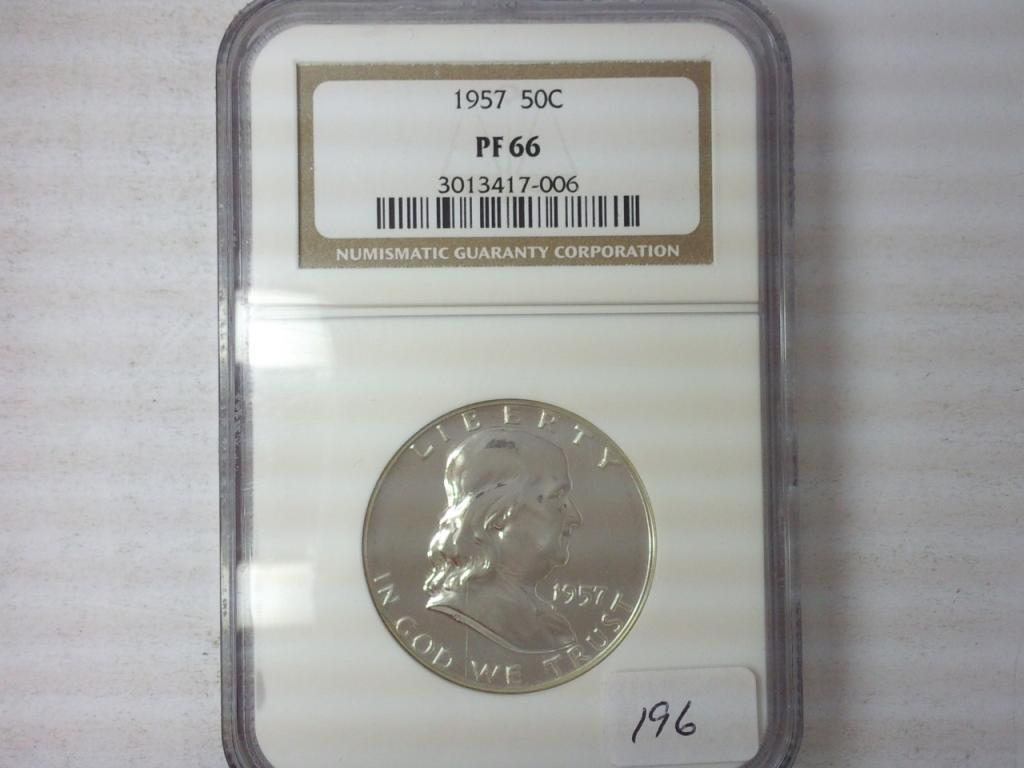 1957 50C
PF 66
3013417-006
NUMISMATIC GUARANTY CORPORATION
LIBERTY
1957
IN GOD WE TRUST
196